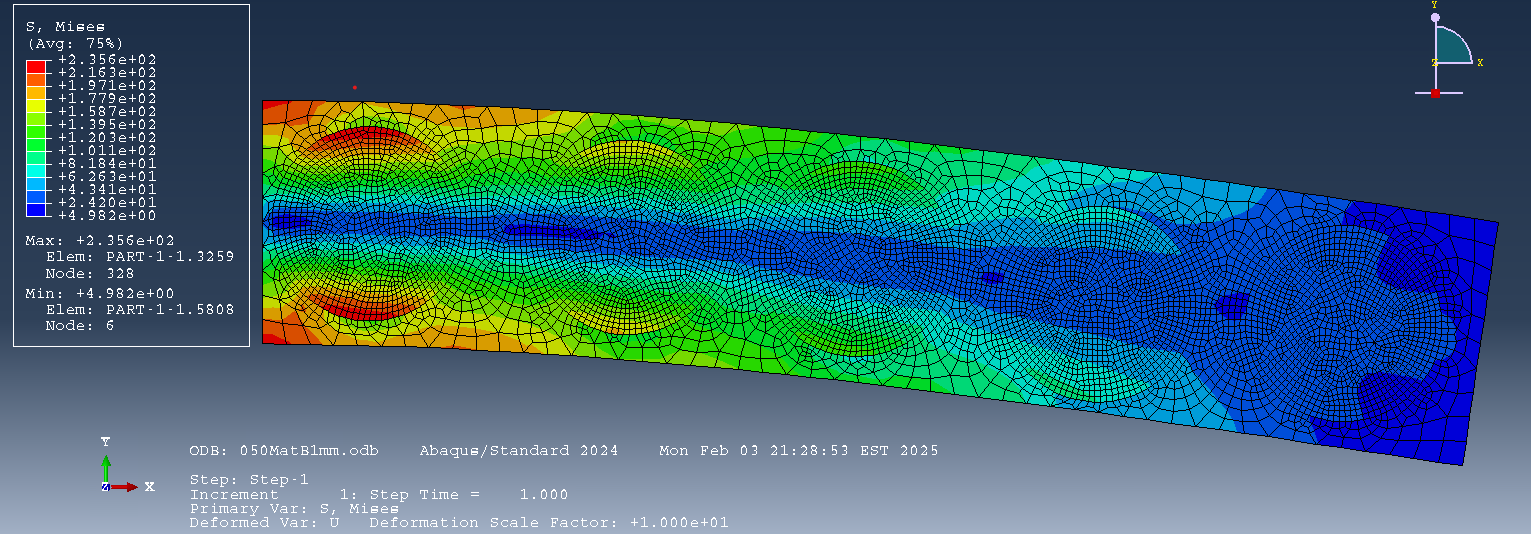 S, Mises
(Avg: 75%)
+2.356e+02
+2.163e+02
+1.971e+02
+1.779e+02
+1.587e+02
+1.395e+02
+1.203e+02
+1.011e+02
+8.184e+01
+6.263e+01
+4.341e+01
+2.420e+01
+4.982e+00
Max: +2.356e+02
Elem: PART-1-1.3259
Node: 328
Min: +4.982e+00
Elem: PART-1-1.5808
Node: 6
Y
Z
X
Y
Z
X
ODB: 050MatB1mm.odb Abaqus/Standard 2024 Mon Feb 03 21:28:53 EST 2025
Step: Step-1
Increment 1: Step Time = 1.000
Primary Var: S, Mises
Deformed Var: U Deformation Scale Factor: +1.000e+01